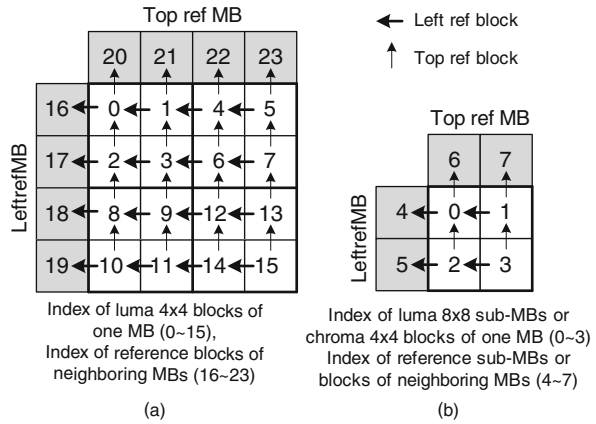 Top ref MB
Left ref block
Top ref block
20 21 22 23
16 0 1 4 5
17 2 3 6 7
18 8 9 12 13
19 10 11 14 15
LeftrefMB
Index of luma 4x4 blocks of
one MB (0~15),
Index of reference blocks of
neighboring MBs (16~23)
(a)
Top ref MB
6 7
4 0 1
5 2 3
LeftrefMB
Index of luma 8x8 sub-MBs or
chroma 4x4 blocks of one MB (0~3)
Index of reference sub-MBs or
blocks of neighboring MBs (4~7)
(b)